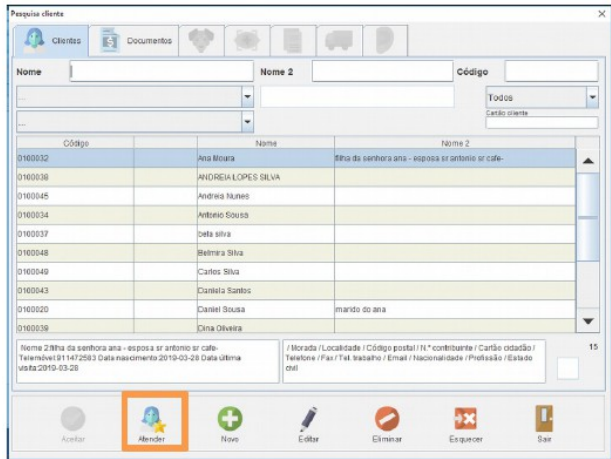 Pesquisa cliente
Clientes Documentos
Nome Nome 2 Código
... Todos
Cartão cliente
...
Código Nome Nome 2
0100032 Ana Moura filha da senhora ana - esposa sr antonio sr cafe-
0100038 ANDREIA LOPES SILVA
0100045 Andreia Nunes
0100034 Antonio Sousa
0100037 bela silva
0100048 Belmira Silva
0100049 Carlos Silva
0100043 Daniela Santos
0100020 Daniel Sousa marido do ana
0100039 Dina Oliveira
Nome 2:filha da senhora ana - esposa sr antonio sr cafe-
Telemóvel:911472583 Data nascimento:2019-03-28 Data última
visita:2019-03-28
/ Morada / Localidade / Código postal / N.º contribuinte / Cartão cidadão /
Telefone / Fax / Tel. trabalho / Email / Nacionalidade / Profissão / Estado
civil
15
Aceitar Atender Novo Editar Eliminar Esquecer Sair